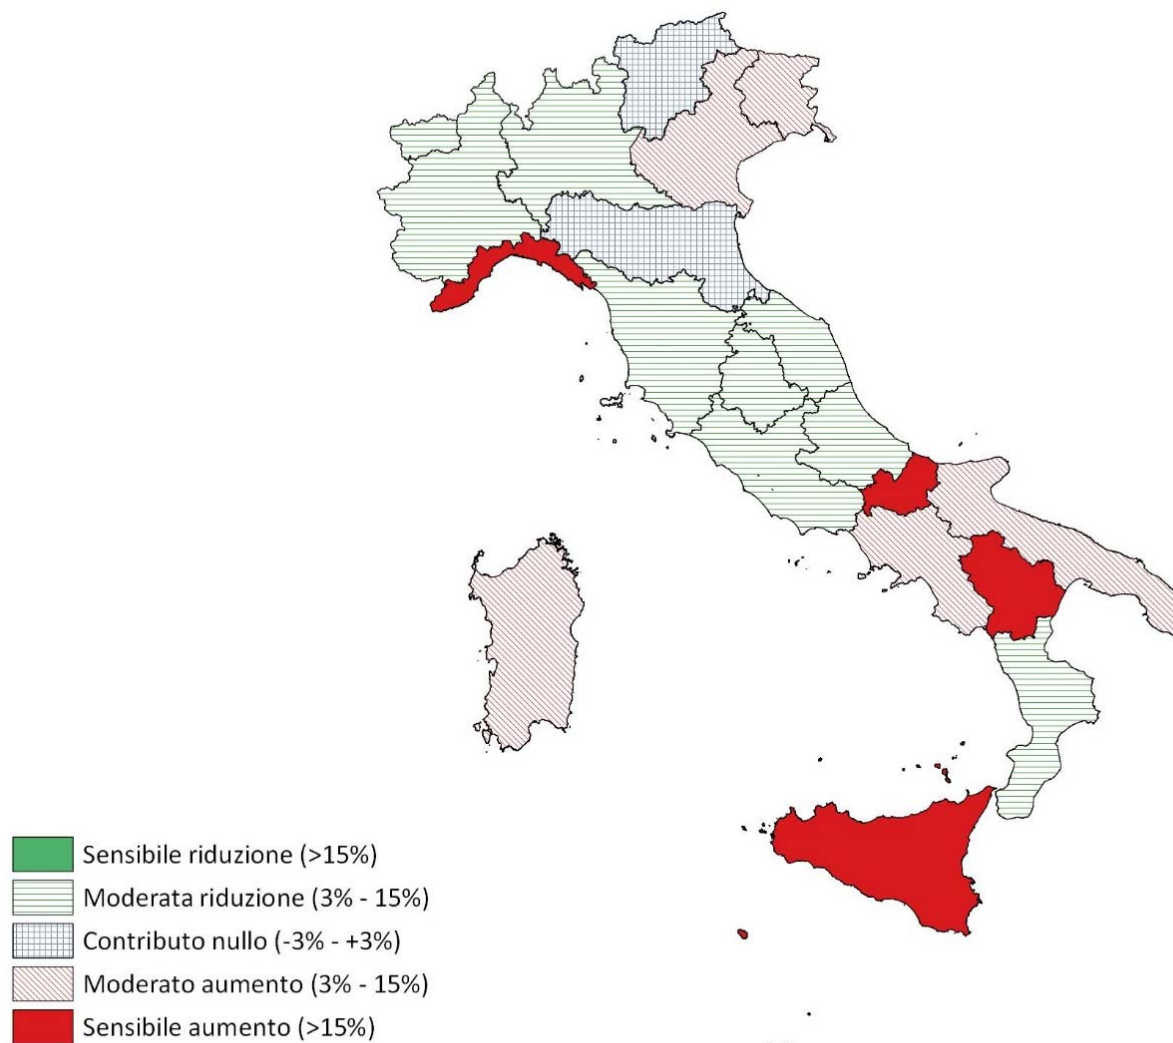 Sensibile riduzione (>15%)
Moderata riduzione (3% - 15%)
Contributo nullo (-3% - +3%)
Moderato aumento (3% - 15%)
Sensibile aumento (>15%)